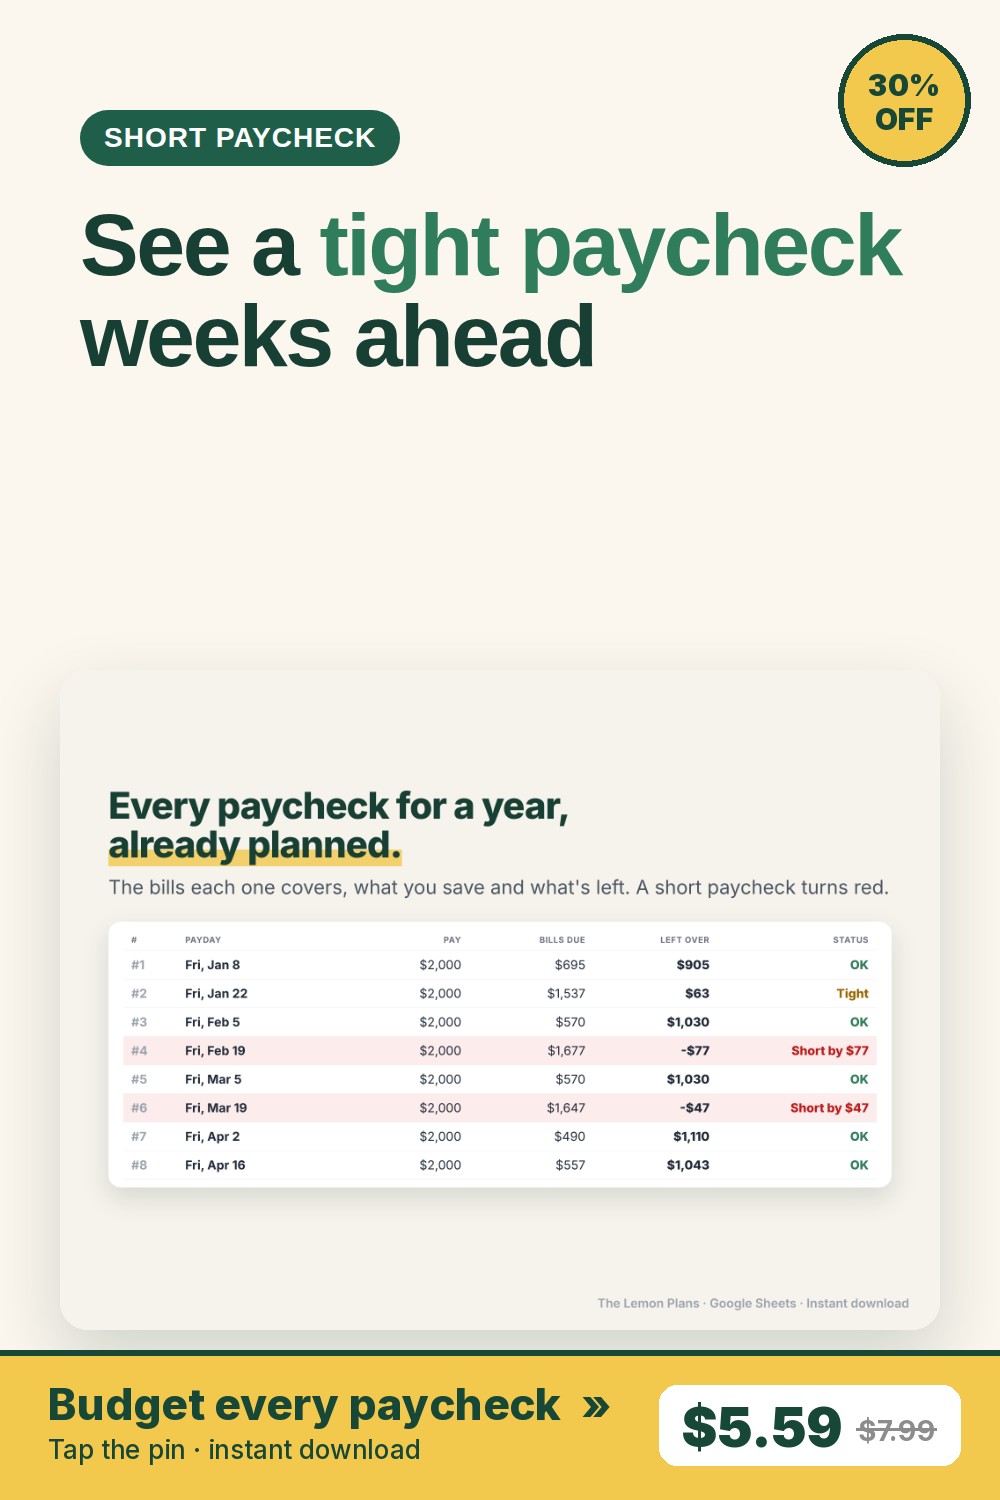 30%
OFF
SHORT PAYCHECK
See a tight paycheck
weeks ahead
Every paycheck for a year,
already planned.
The bills each one covers, what you save and what's left. A short paycheck turns red.
# PAYDAY PAY BILLS DUE LEFT OVER STATUS
#1 Fri, Jan 8 $2,000 $695 $905 OK
#2 Fri, Jan 22 $2,000 $1,537 $63 Tight
#3 Fri, Feb 5 $2,000 $570 $1,030 OK
#4 Fri, Feb 19 $2,000 $1,677 -$77 Short by $77
#5 Fri, Mar 5 $2,000 $570 $1,030 OK
#6 Fri, Mar 19 $2,000 $1,647 -$47 Short by $47
#7 Fri, Apr 2 $2,000 $490 $1,110 OK
#8 Fri, Apr 16 $2,000 $557 $1,043 OK
The Lemon Plans · Google Sheets · Instant download
Budget every paycheck »
Tap the pin · instant download
$5.59 $7.99